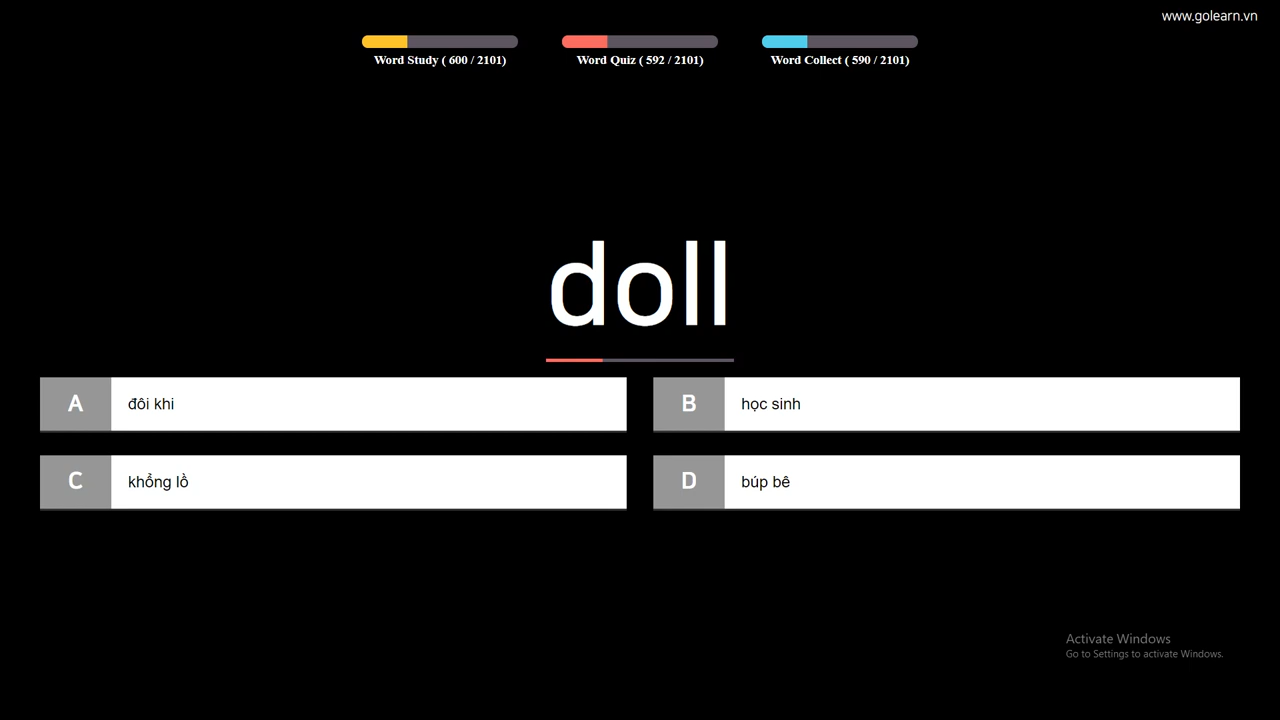 www.golearn.vn
Word Study ( 600 / 2101)
Word Quiz ( 592 / 2101)
Word Collect ( 590 / 2101)
doll
A đôi khi
B học sinh
C khổng lồ
D búp bê
Activate Windows
Go to Settings to activate Windows.